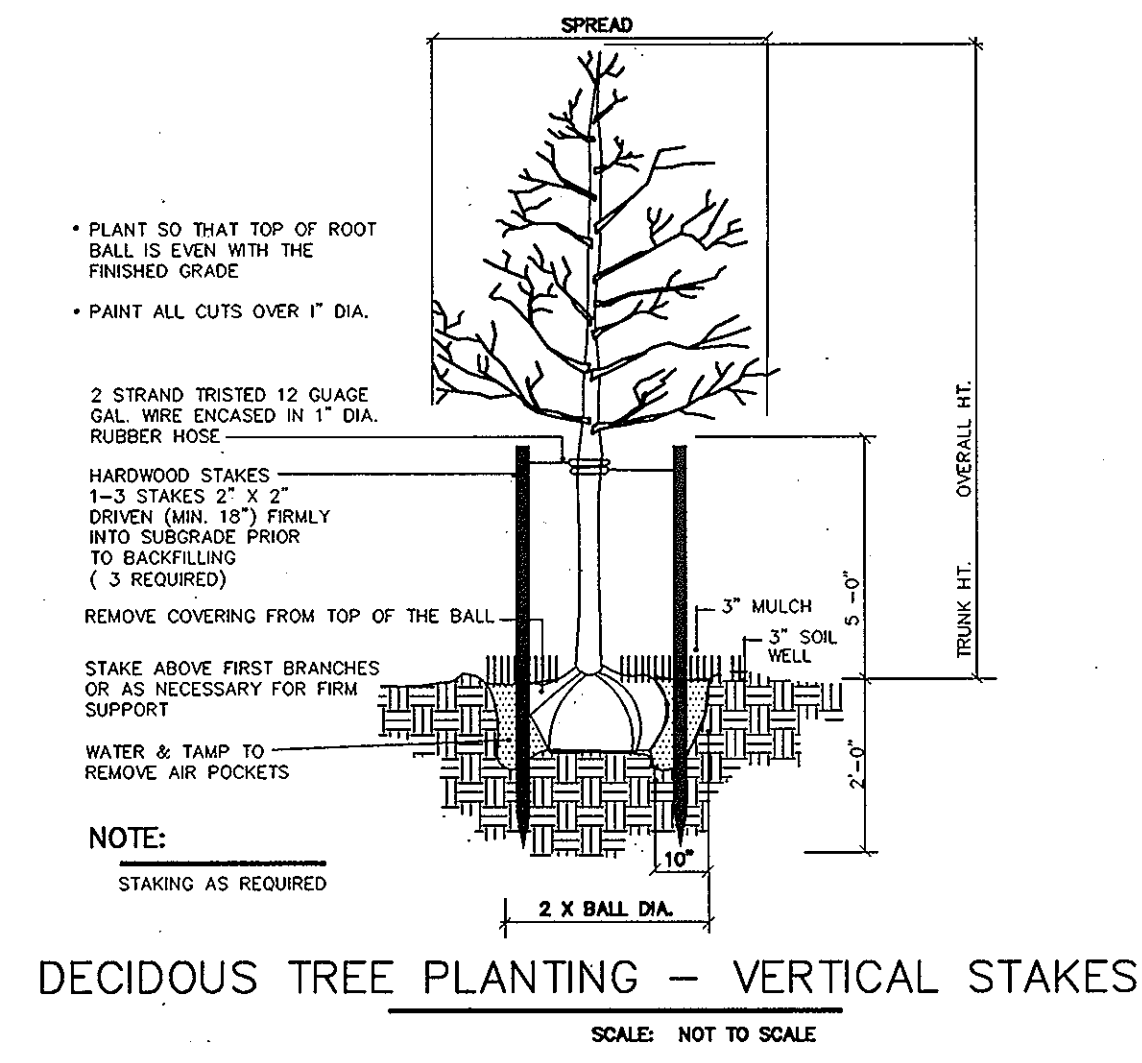 SPREAD
• PLANT SO THAT TOP OF ROOT
BALL IS EVEN WITH THE
FINISHED GRADE
• PAINT ALL CUTS OVER 1" DIA.
2 STRAND TRISTED 12 GUAGE
GAL. WIRE ENCASED IN 1" DIA.
RUBBER HOSE
HARDWOOD STAKES
1-3 STAKES 2" X 2"
DRIVEN (MIN. 18") FIRMLY
INTO SUBGRADE PRIOR
TO BACKFILLING
( 3 REQUIRED)
REMOVE COVERING FROM TOP OF THE BALL
STAKE ABOVE FIRST BRANCHES
OR AS NECESSARY FOR FIRM
SUPPORT
WATER & TAMP TO
REMOVE AIR POCKETS
NOTE:
STAKING AS REQUIRED
3" MULCH
3" SOIL
WELL
5 -0"
2'-0"
TRUNK HT. OVERALL HT.
10"
2 X BALL DIA.
DECIDOUS TREE PLANTING – VERTICAL STAKES
SCALE: NOT TO SCALE